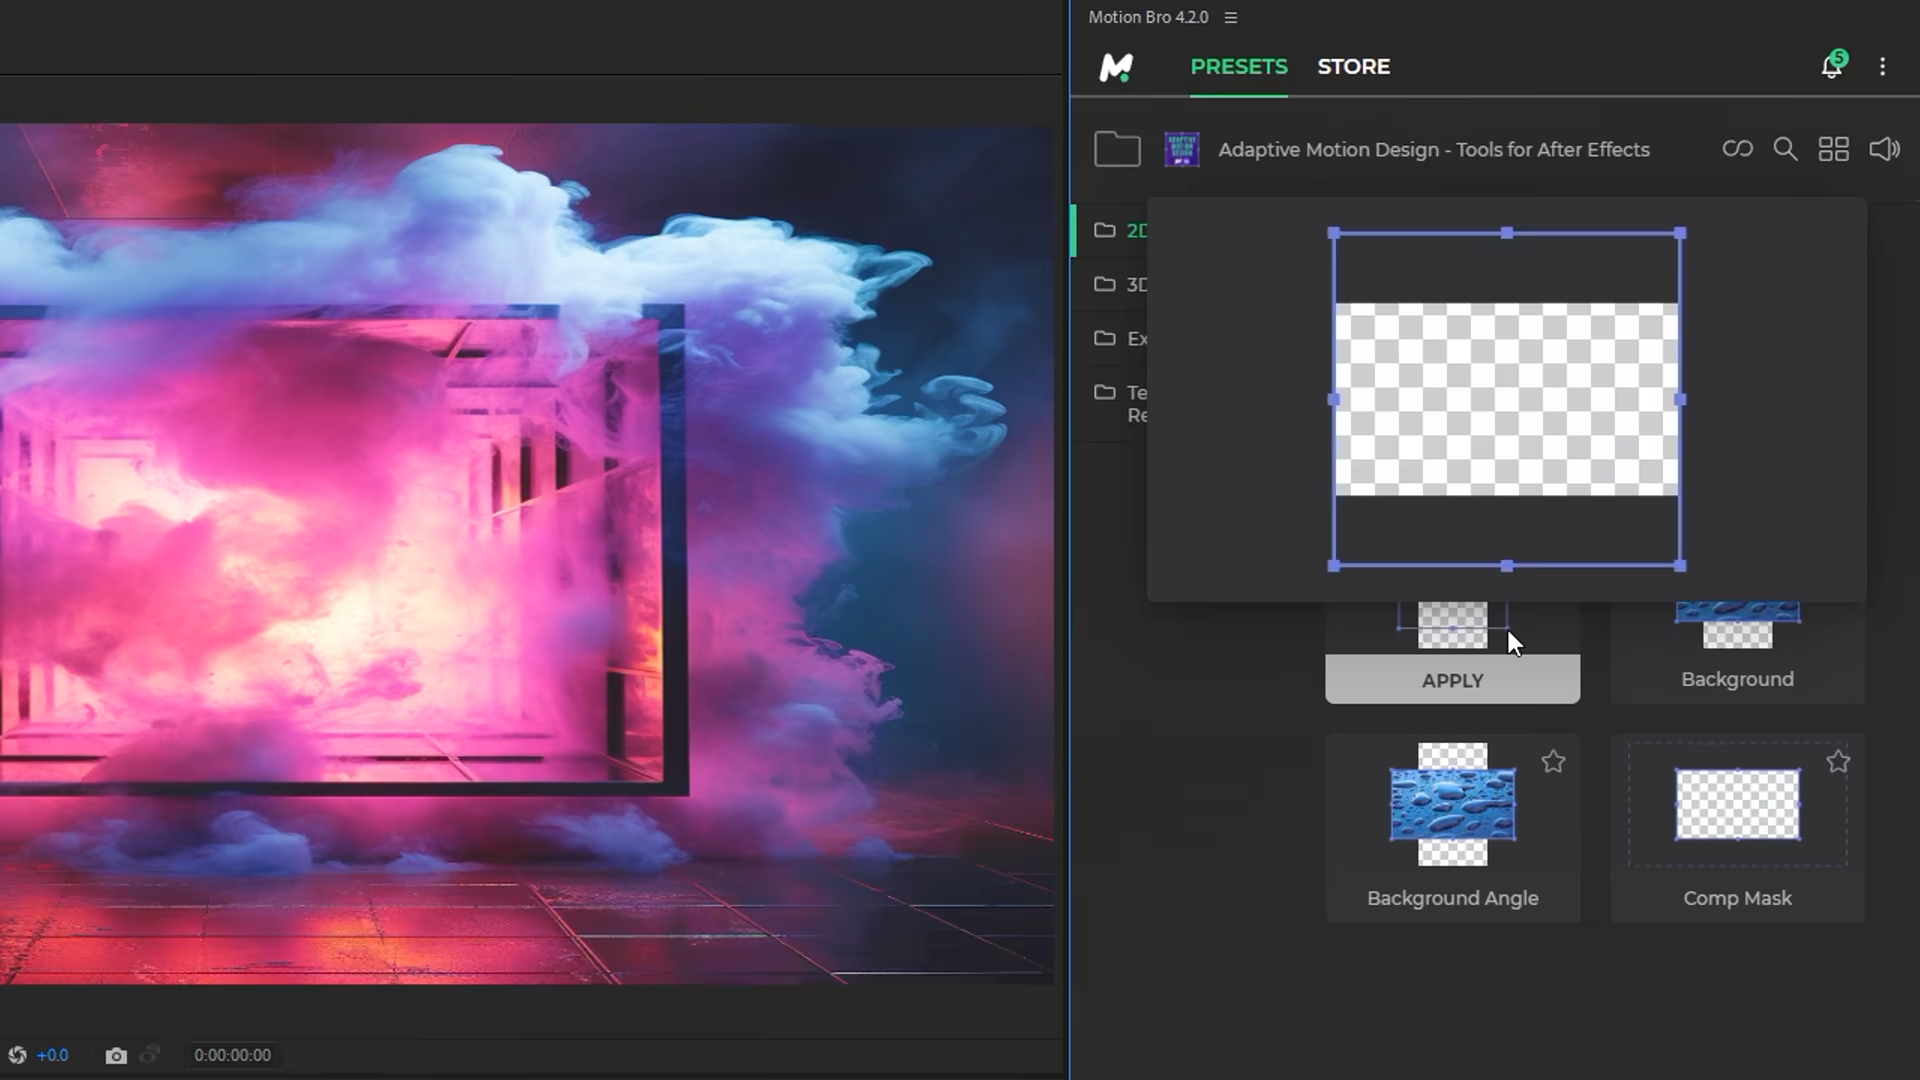 Motion Bro 4.2.0
PRESETS STORE
5
Adaptive Motion Design - Tools for After Effects
2D
3D
Ex
Te
Re
APPLY
Background
Background Angle
Comp Mask
+0.0
0:00:00:00